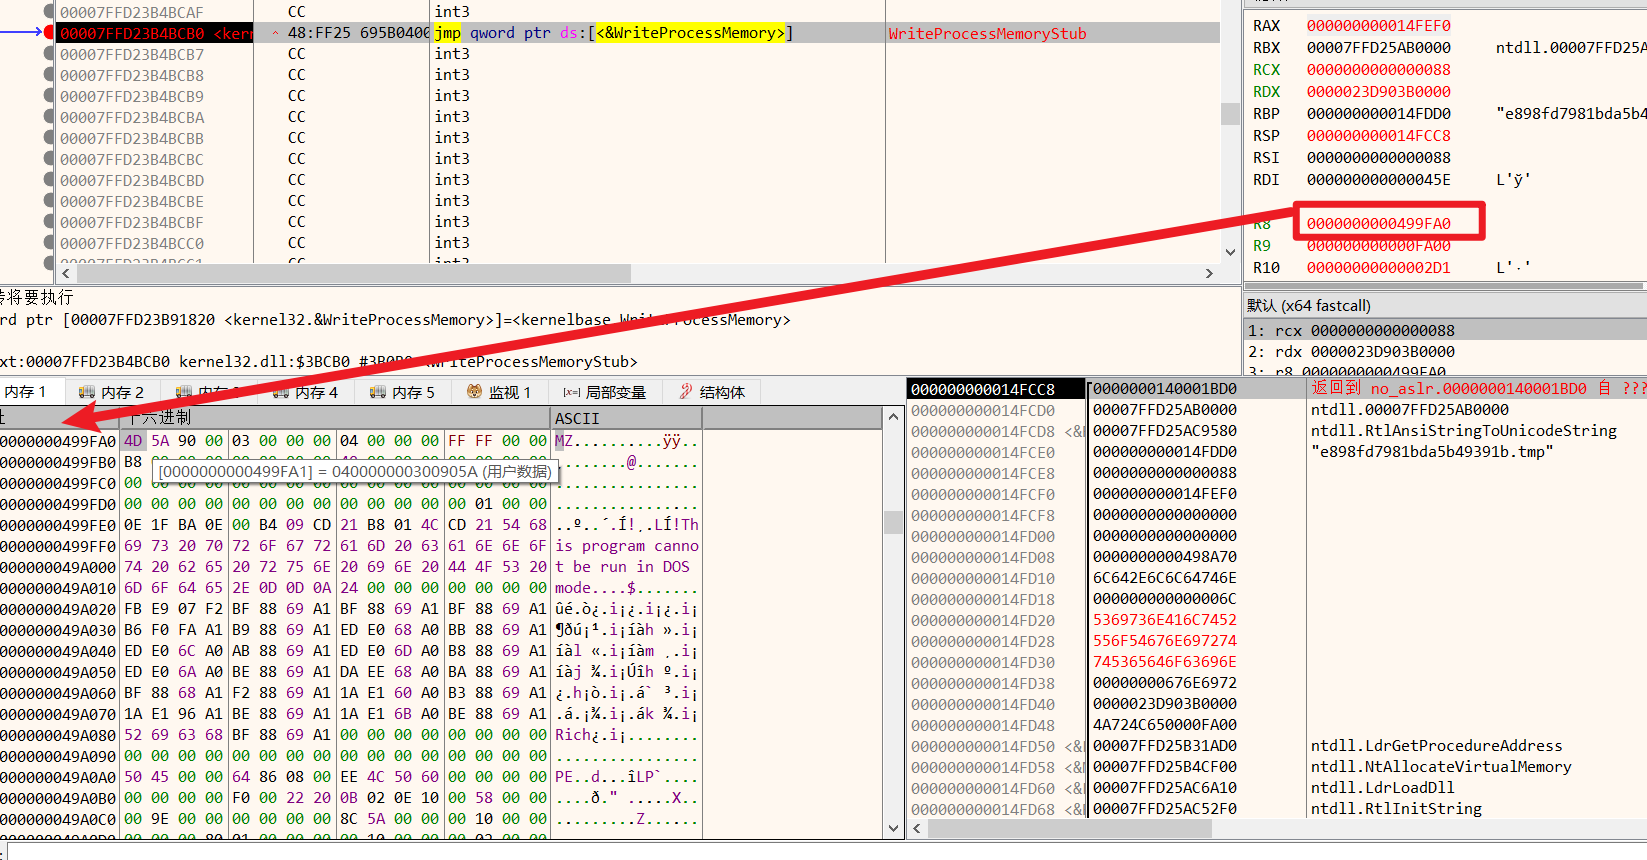 00007FFD23B4BCAF CC int3
00007FFD23B4BCB0 <kern 48:FF25 695B0400 jmp qword ptr ds:[<&WriteProcessMemory>] WriteProcessMemoryStub
00007FFD23B4BCB7 CC int3
00007FFD23B4BCB8 CC int3
00007FFD23B4BCB9 CC int3
00007FFD23B4BCBA CC int3
00007FFD23B4BCBB CC int3
00007FFD23B4BCBC CC int3
00007FFD23B4BCBD CC int3
00007FFD23B4BCBE CC int3
00007FFD23B4BCBF CC int3
00007FFD23B4BCC0 CC int3
RAX 000000000014FEF0
RBX 00007FFD25AB0000 ntdll.00007FFD25A
RCX 0000000000000088
RDX 0000023D903B0000
RBP 000000000014FDD0 "e898fd7981bda5b4
RSP 000000000014FCC8
RSI 0000000000000088
RDI 000000000000045E L'ў'
R8 0000000000499FA0
R9 000000000000FA00
R10 00000000000002D1 L'·'
默认 (x64 fastcall)
1: rcx 0000000000000088
2: rdx 0000023D903B0000
3: r8 0000000000499FA0
将要执行
rd ptr [00007FFD23B91820 <kernel32.&WriteProcessMemory>]=<kernelbase.WriteProcessMemory>
xt:00007FFD23B4BCB0 kernel32.dll:$3BCB0 #3B0B0 <WriteProcessMemoryStub>
内存 1 内存 2 内存 4 内存 5 监视 1 [x=] 局部变量 结构体
址 十六进制 ASCII
0000000499FA0 4D 5A 90 00 03 00 00 00 04 00 00 00 FF FF 00 00 MZ..........ÿÿ..
0000000499FB0 B8 ........@.......
[0000000000499FA1] = 040000000300905A (用户数据)
0000000499FC0 00 ................
0000000499FD0 00 00 00 00 00 00 00 00 00 00 00 00 00 01 00 00 ................
0000000499FE0 0E 1F BA 0E 00 B4 09 CD 21 B8 01 4C CD 21 54 68 ..º..´.Í!¸.LÍ!Th
0000000499FF0 69 73 20 70 72 6F 67 72 61 6D 20 63 61 6E 6E 6F is program canno
000000049A000 74 20 62 65 20 72 75 6E 20 69 6E 20 44 4F 53 20 t be run in DOS
000000049A010 6D 6F 64 65 2E 0D 0D 0A 24 00 00 00 00 00 00 00 mode....$.......
000000049A020 FB E9 07 F2 BF 88 69 A1 BF 88 69 A1 BF 88 69 A1 ûé.ò¿.i¡¿.i¡¿.i¡
000000049A030 B6 F0 FA A1 B9 88 69 A1 ED E0 68 A0 BB 88 69 A1 ¶ðú¡¹.i¡íàh ».i¡
000000049A040 ED E0 6C A0 AB 88 69 A1 ED E0 6D A0 B8 88 69 A1 íàl «.i¡íàm ¸.i¡
000000049A050 ED E0 6A A0 BE 88 69 A1 DA EE 68 A0 BA 88 69 A1 íàj ¾.i¡Úîh º.i¡
000000049A060 BF 88 68 A1 F2 88 69 A1 1A E1 60 A0 B3 88 69 A1 ¿.h¡ò.i¡.á` ³.i¡
000000049A070 1A E1 96 A1 BE 88 69 A1 1A E1 6B A0 BE 88 69 A1 .á.¡¾.i¡.ák ¾.i¡
000000049A080 52 69 63 68 BF 88 69 A1 00 00 00 00 00 00 00 00 Rich¿.i¡........
000000049A090 00 00 00 00 00 00 00 00 00 00 00 00 00 00 00 00 ................
000000049A0A0 50 45 00 00 64 86 08 00 EE 4C 50 60 00 00 00 00 PE..d...îLP`....
000000049A0B0 00 00 00 00 F0 00 22 20 0B 02 0E 10 00 58 00 00 ....ð." .....X..
000000049A0C0 00 9E 00 00 00 00 00 00 8C 5A 00 00 00 10 00 00 .........Z......
000000000014FCC8 0000000140001BD0 返回到 no_aslr.0000000140001BD0 自 ???
000000000014FCD0 00007FFD25AB0000 ntdll.00007FFD25AB0000
000000000014FCD8 <& 00007FFD25AC9580 ntdll.RtlAnsiStringToUnicodeString
000000000014FCE0 000000000014FDD0 "e898fd7981bda5b49391b.tmp"
000000000014FCE8 0000000000000088
000000000014FCF0 000000000014FEF0
000000000014FCF8 0000000000000000
000000000014FD00 0000000000000000
000000000014FD08 0000000000498A70
000000000014FD10 6C642E6C6C64746E
000000000014FD18 000000000000006C
000000000014FD20 5369736E416C7452
000000000014FD28 556F54676E697274
000000000014FD30 745365646F63696E
000000000014FD38 00000000676E6972
000000000014FD40 0000023D903B0000
000000000014FD48 4A724C650000FA00
000000000014FD50 <& 00007FFD25B31AD0 ntdll.LdrGetProcedureAddress
000000000014FD58 <& 00007FFD25B4CF00 ntdll.NtAllocateVirtualMemory
000000000014FD60 <& 00007FFD25AC6A10 ntdll.LdrLoadDll
000000000014FD68 <& 00007FFD25AC52F0 ntdll.RtlInitString